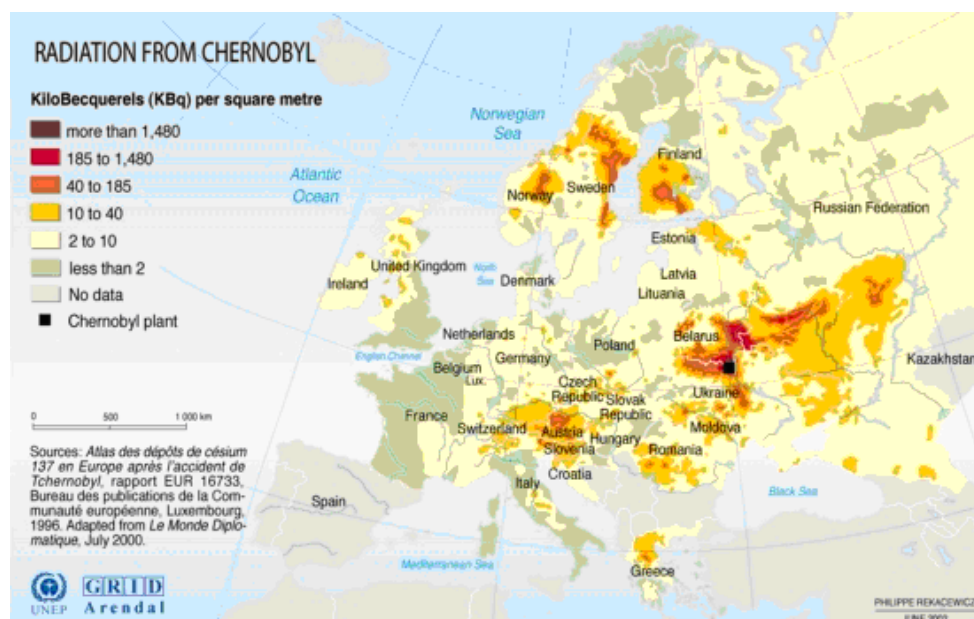 RADIATION FROM CHERNOBYL
KiloBecquerels (KBq) per square metre
more than 1,480
185 to 1,480
40 to 185
10 to 40
2 to 10
less than 2
No data
Chernobyl plant
0 500 1 000 km
Sources: Atlas des dépôts de césium
137 en Europe après l'accident de
Tchernobyl, rapport EUR 16733,
Bureau des publications de la Com-
munauté européenne, Luxembourg,
1996. Adapted from Le Monde Diplo-
matique, July 2000.
UNEP
GRID
Arendal
Norwegian
Sea
Atlantic
Ocean
Finland
Norway
Sweden
Russian Federation
Estonia
United Kingdom
North
Sea
Denmark
Latvia
Ireland
Lituania
Netherlands
Belarus
English Channel
Germany
Poland
Kazakhstan
Belgium
Lux.
Czech
Republic
Slovak
Republic
Ukraine
France
Switzerland
Austria
Moldova
Hungary
Slovenia
Romania
Croatia
Italy
Spain
Black Sea
Mediterranean Sea
Greece
PHILIPPE REKACEWICZ
JUNE